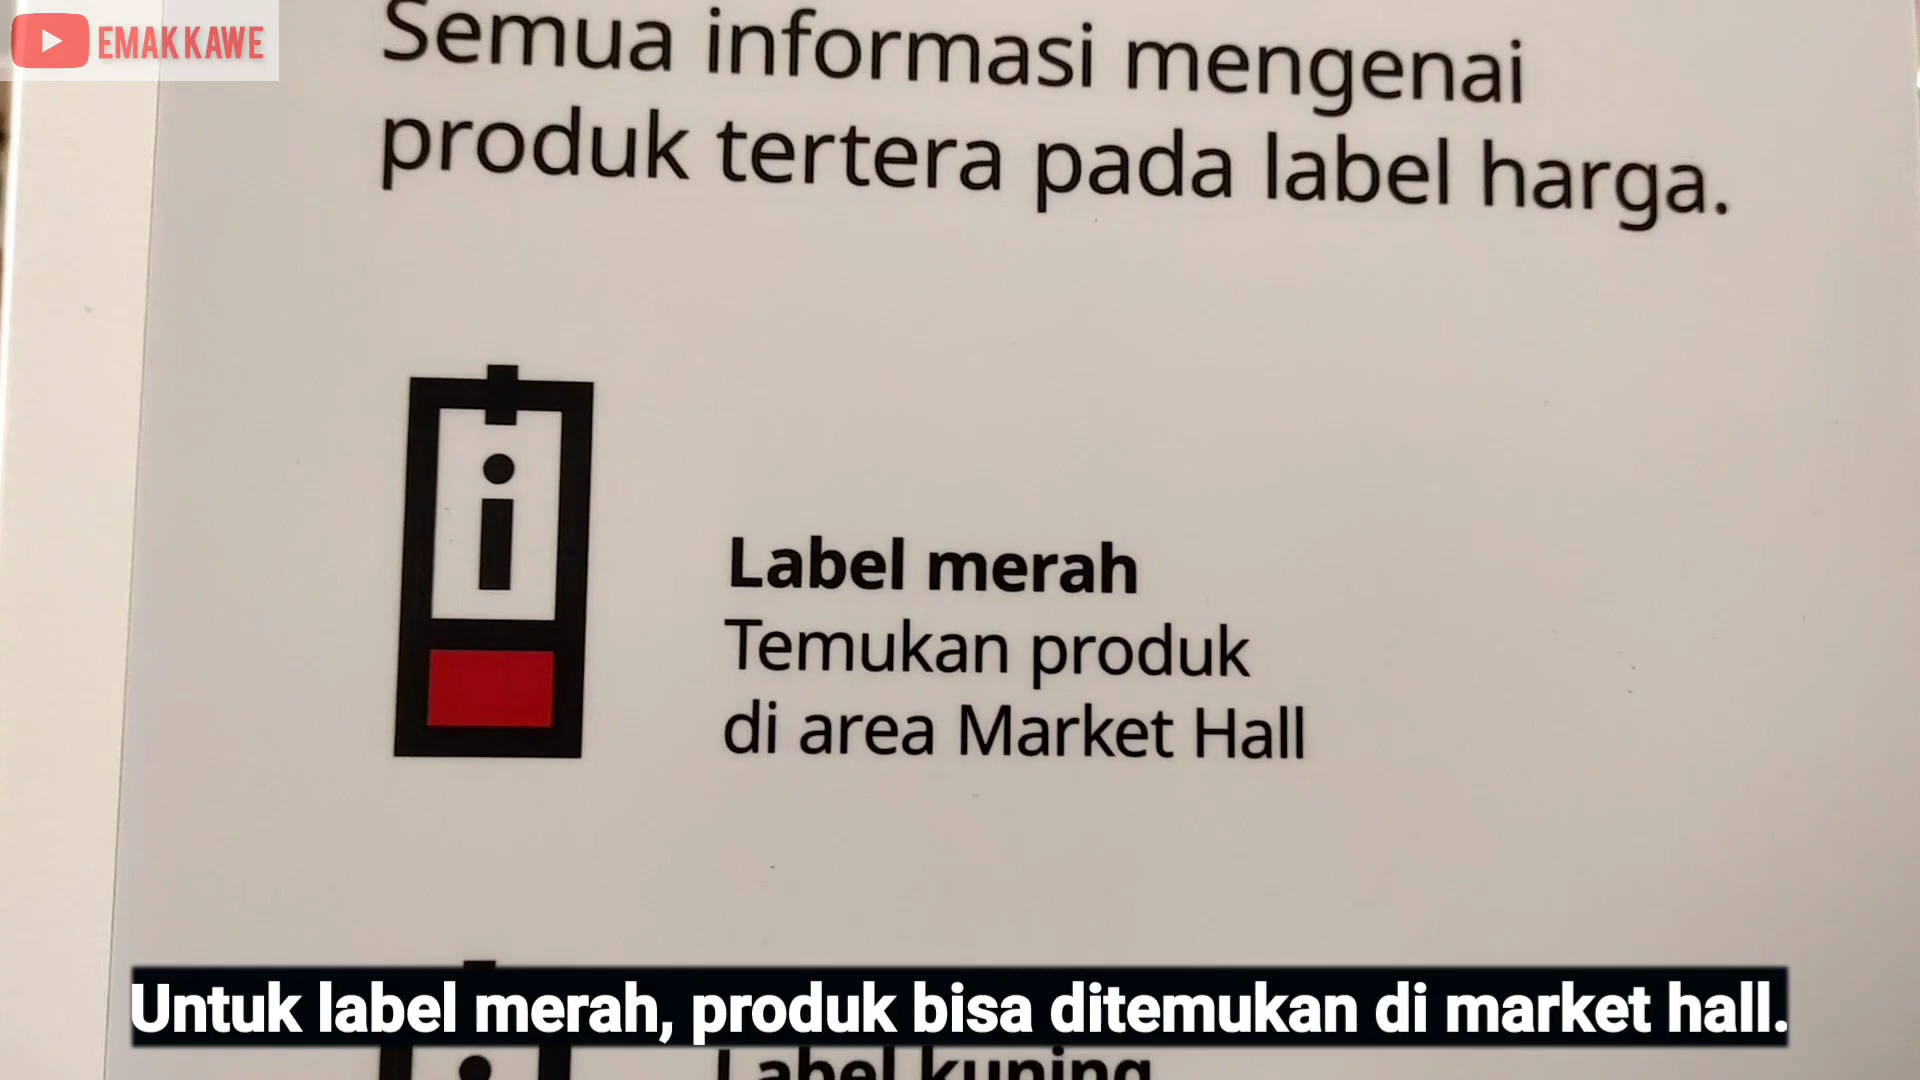 EMAK KAWE
Semua informasi mengenai
produk tertera pada label harga.
i
Label merah
Temukan produk
di area Market Hall
Untuk label merah, produk bisa ditemukan di market hall.
Label kuning